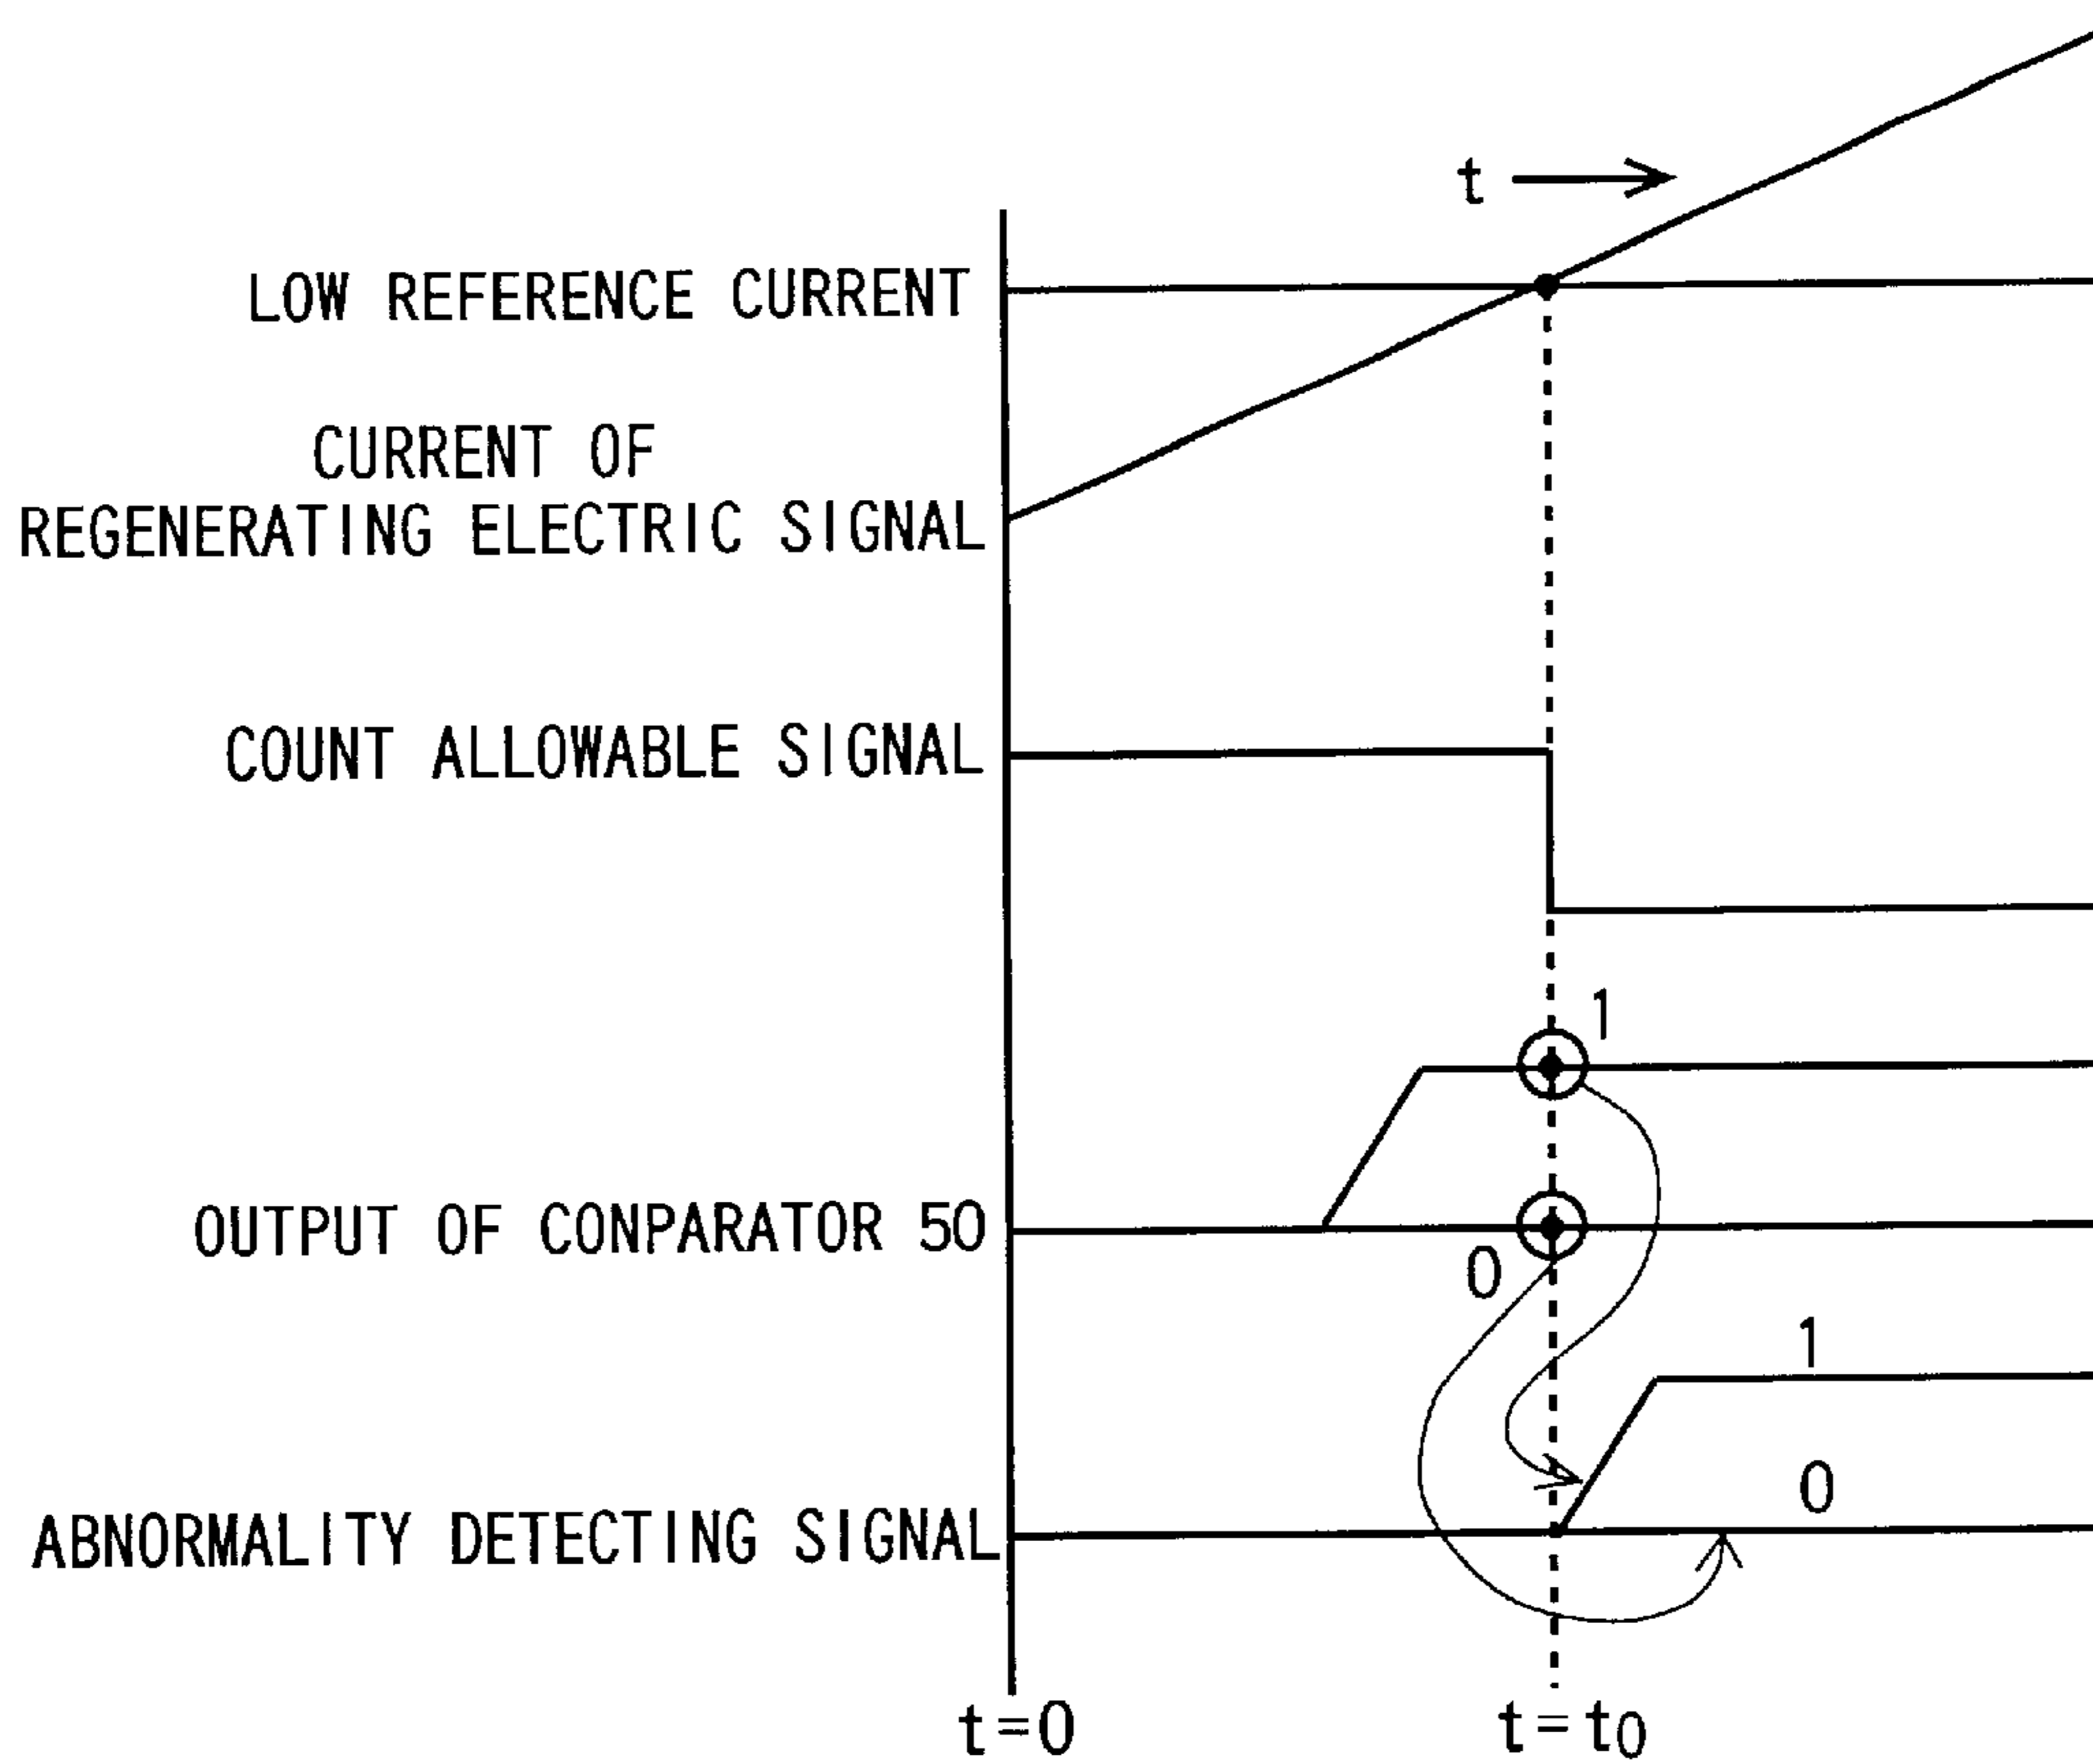 t
LOW REFERENCE CURRENT
CURRENT OF
REGENERATING ELECTRIC SIGNAL
COUNT ALLOWABLE SIGNAL
1
OUTPUT OF CONPARATOR 50
0
1
0
ABNORMALITY DETECTING SIGNAL
t=0
t=t0